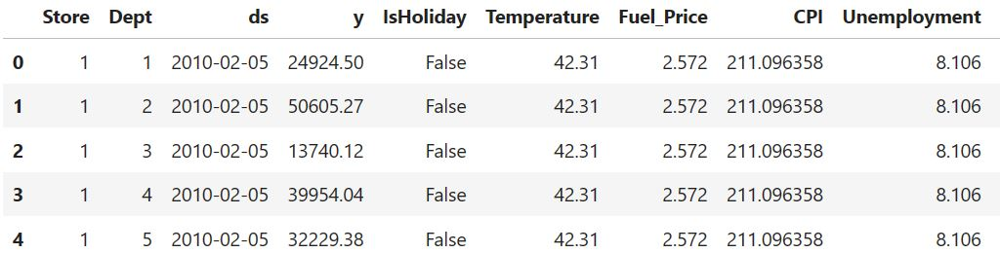 Store Dept ds y IsHoliday Temperature Fuel_Price CPI Unemployment
0 1 1 2010-02-05 24924.50 False 42.31 2.572 211.096358 8.106
1 1 2 2010-02-05 50605.27 False 42.31 2.572 211.096358 8.106
2 1 3 2010-02-05 13740.12 False 42.31 2.572 211.096358 8.106
3 1 4 2010-02-05 39954.04 False 42.31 2.572 211.096358 8.106
4 1 5 2010-02-05 32229.38 False 42.31 2.572 211.096358 8.106